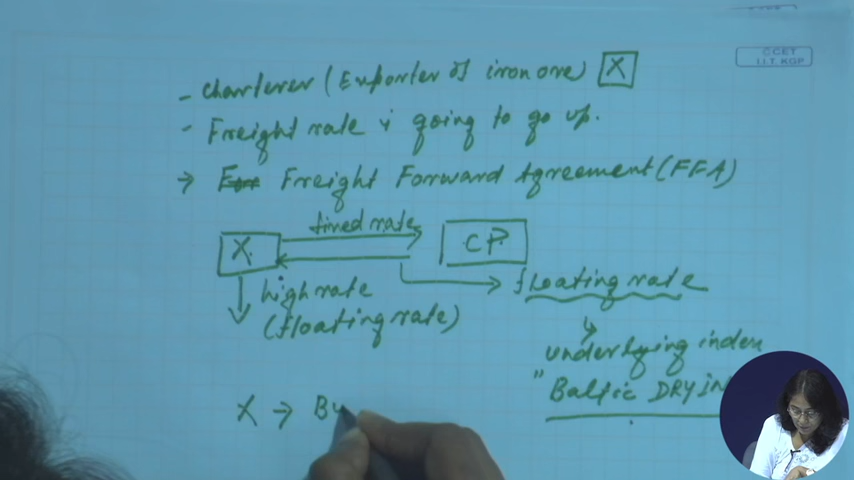 © CET
I.I.T. KGP
- Charterer (Exporter of iron ore) X
- Freight rate is going to go up.
→ Freight Forward Agreement (FFA)
fixed rate
X CP
high rate
(floating rate)
floating rate
underlying index
"Baltic DRY IN
X → Bu